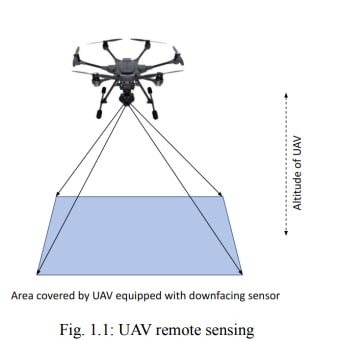 Altitude of UAV
Area covered by UAV equipped with downfacing sensor
Fig. 1.1: UAV remote sensing